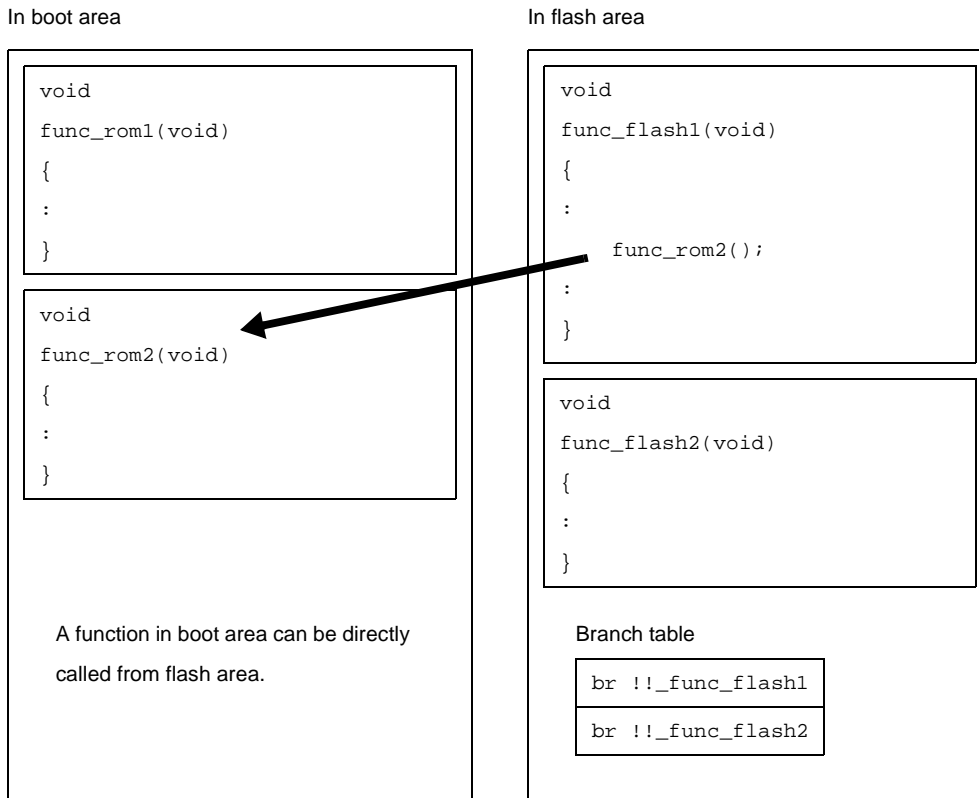 In boot area
void
func_rom1(void)
{
:
}
void
func_rom2(void)
{
:
}
A function in boot area can be directly
called from flash area.
In flash area
void
func_flash1(void)
{
:
func_rom2();
:
}
void
func_flash2(void)
{
:
}
Branch table
br !!_func_flash1
br !!_func_flash2